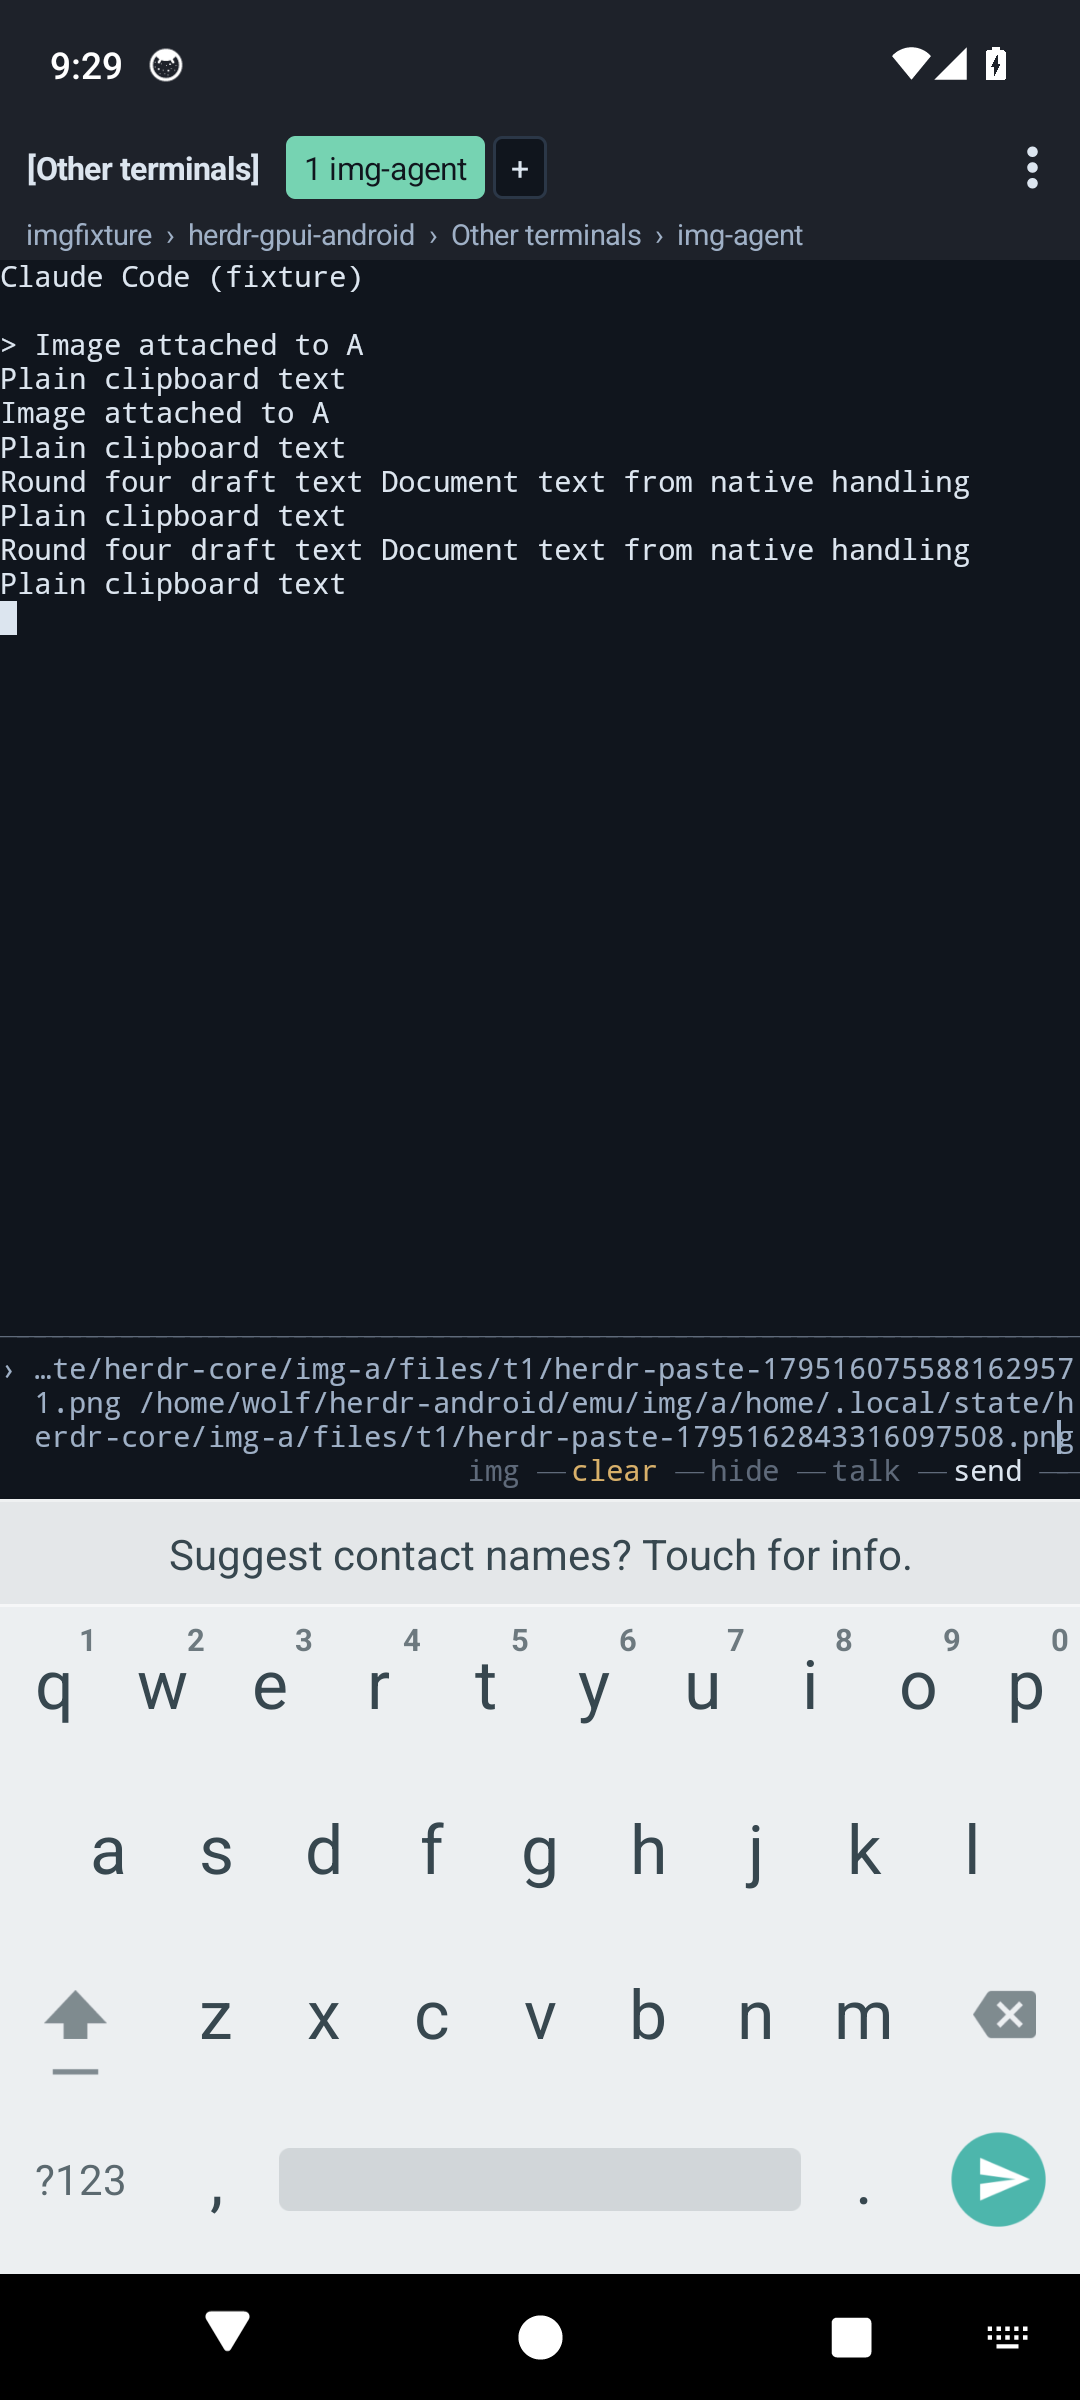 9:29
[Other terminals] 1 img-agent +
imgfixture › herdr-gpui-android › Other terminals › img-agent
Claude Code (fixture)
> Image attached to A
Plain clipboard text
Image attached to A
Plain clipboard text
Round four draft text Document text from native handling
Plain clipboard text
Round four draft text Document text from native handling
Plain clipboard text
› …te/herdr-core/img-a/files/t1/herdr-paste-179516075588162957
1.png /home/wolf/herdr-android/emu/img/a/home/.local/state/h
erdr-core/img-a/files/t1/herdr-paste-1795162843316097508.png
img — clear — hide — talk — send —
Suggest contact names? Touch for info.
1 2 3 4 5 6 7 8 9 0
q w e r t y u i o p
a s d f g h j k l
z x c v b n m
?123 , .